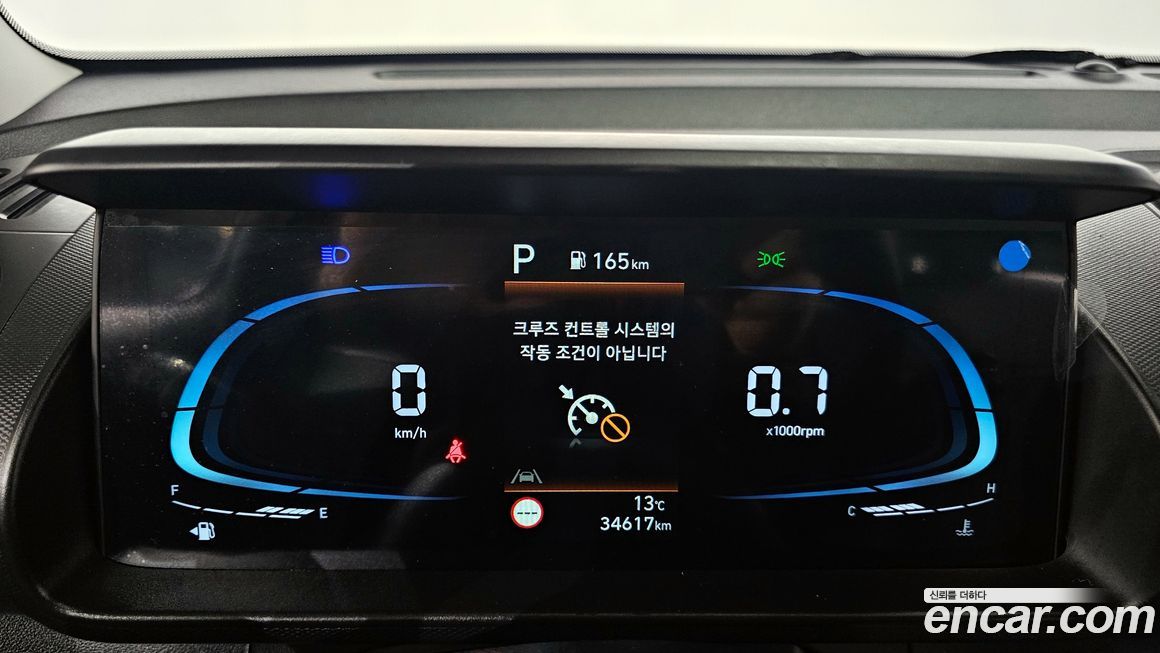 P 165km
크루즈 컨트롤 시스템의
작동 조건이 아닙니다
0
km/h
0.7
x1000rpm
F
E
C
H
---
13℃
34617km
신뢰를 더하다
encar.com